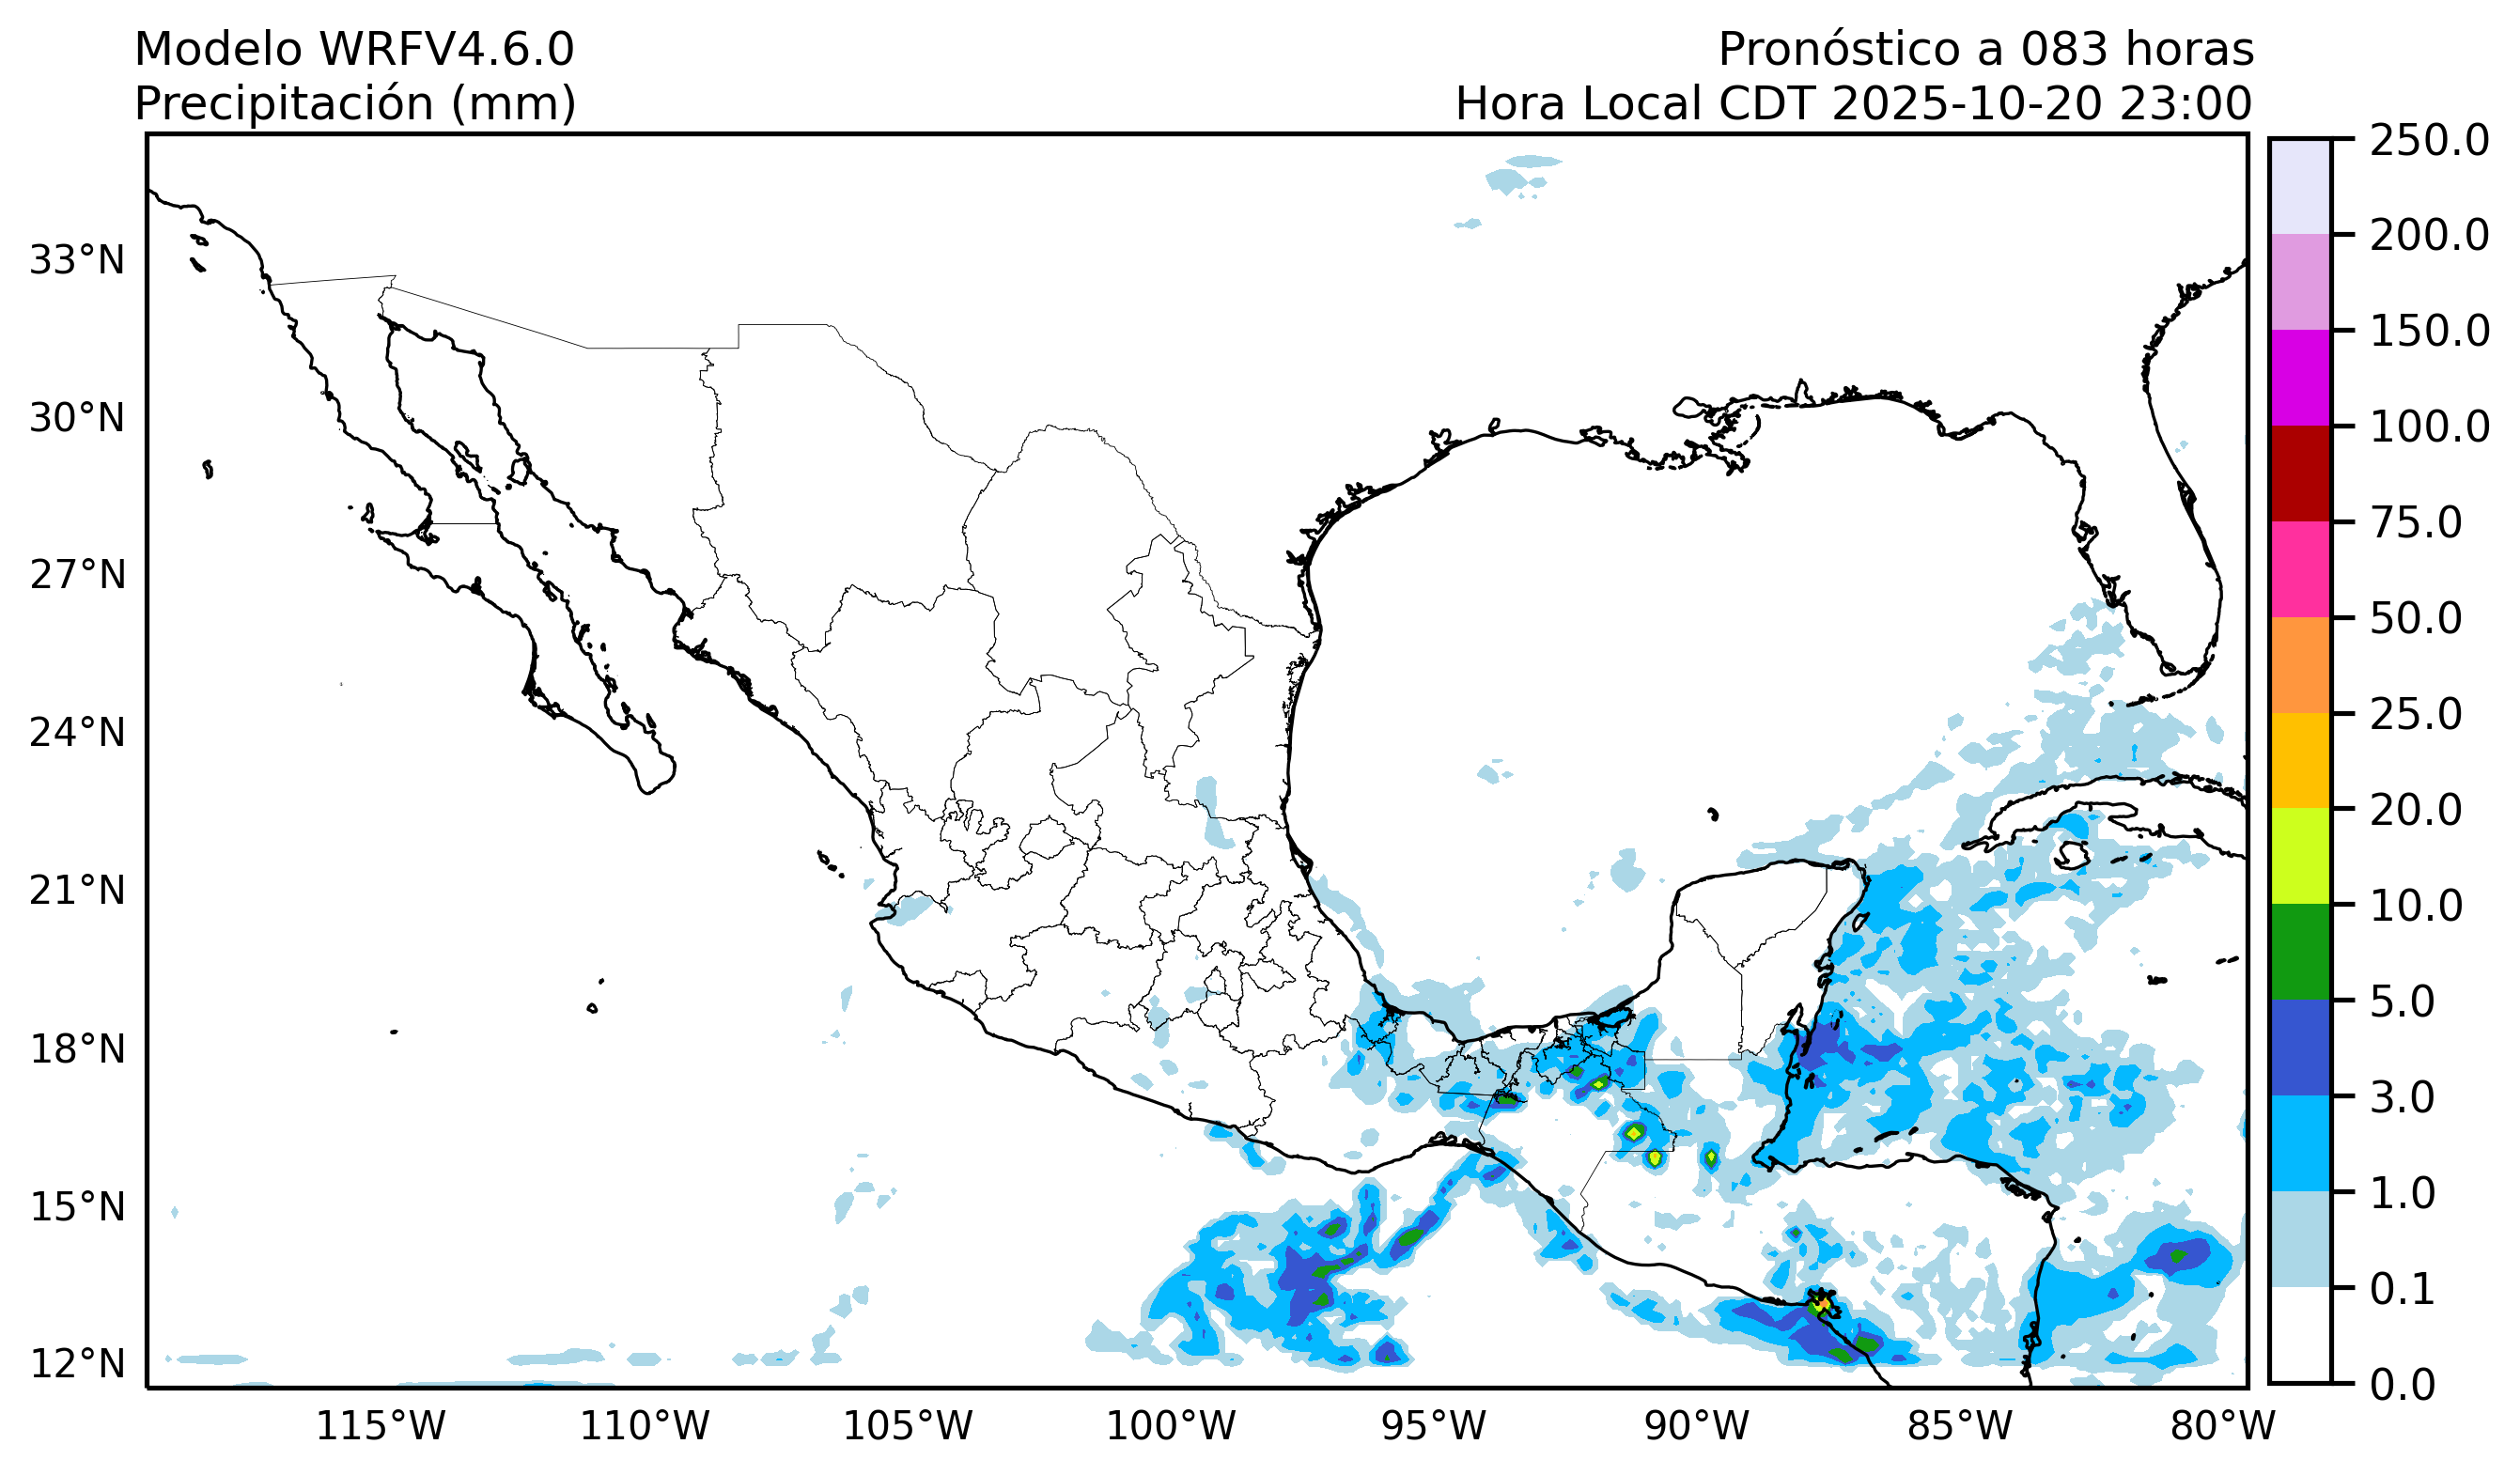 Modelo WRFV4.6.0
Precipitación (mm)
Pronóstico a 083 horas
Hora Local CDT 2025-10-20 23:00
33°N
30°N
27°N
24°N
21°N
18°N
15°N
12°N
115°W
110°W
105°W
100°W
95°W
90°W
85°W
80°W
250.0
200.0
150.0
100.0
75.0
50.0
25.0
20.0
10.0
5.0
3.0
1.0
0.1
0.0